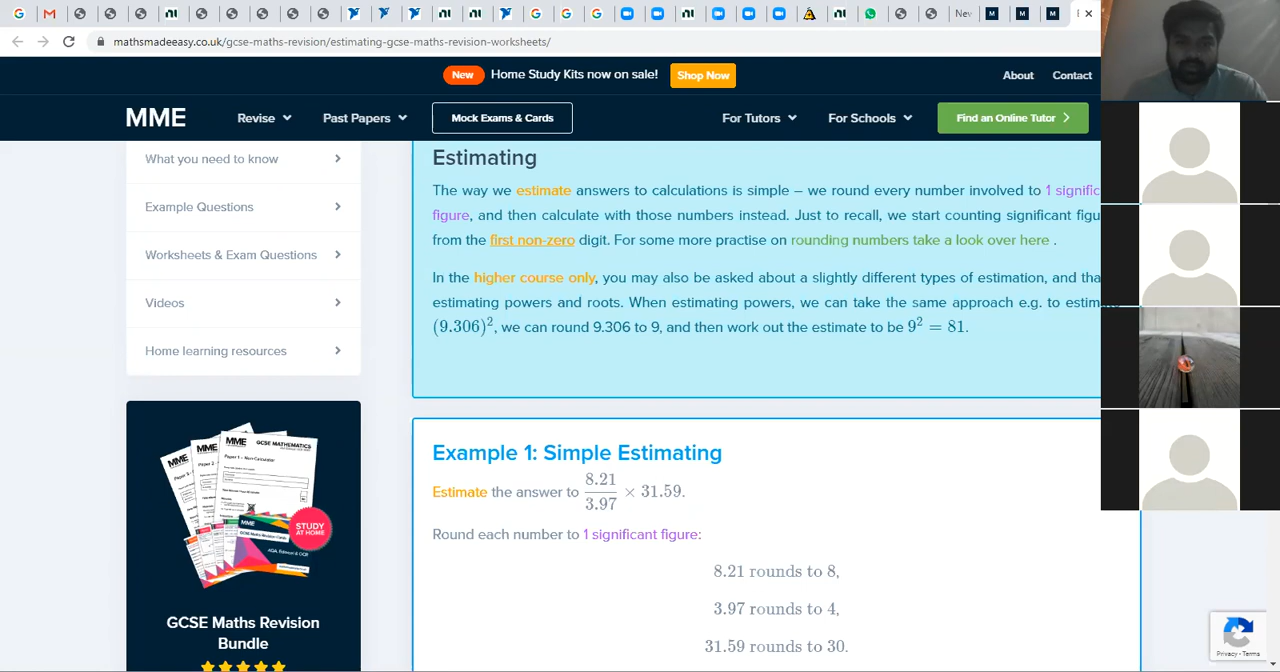 mathsmadeeasy.co.uk/gcse-maths-revision/estimating-gcse-maths-revision-worksheets/
New Home Study Kits now on sale! Shop Now
About Contact
MME Revise Past Papers Mock Exams & Cards For Tutors For Schools Find an Online Tutor
What you need to know
Example Questions
Worksheets & Exam Questions
Videos
Home learning resources
MME
GCSE MATHEMATICS
STUDY
AT HOME
GCSE Maths Revision
Bundle
Estimating
The way we estimate answers to calculations is simple – we round every number involved to 1 signific
figure, and then calculate with those numbers instead. Just to recall, we start counting significant figu
from the first non-zero digit. For some more practise on rounding numbers take a look over here .
In the higher course only, you may also be asked about a slightly different types of estimation, and tha
estimating powers and roots. When estimating powers, we can take the same approach e.g. to estim
(9.306)², we can round 9.306 to 9, and then work out the estimate to be 9² = 81.
Example 1: Simple Estimating
Estimate the answer to 8.21/3.97 × 31.59.
Round each number to 1 significant figure:
8.21 rounds to 8,
3.97 rounds to 4,
31.59 rounds to 30.
Privacy - Terms